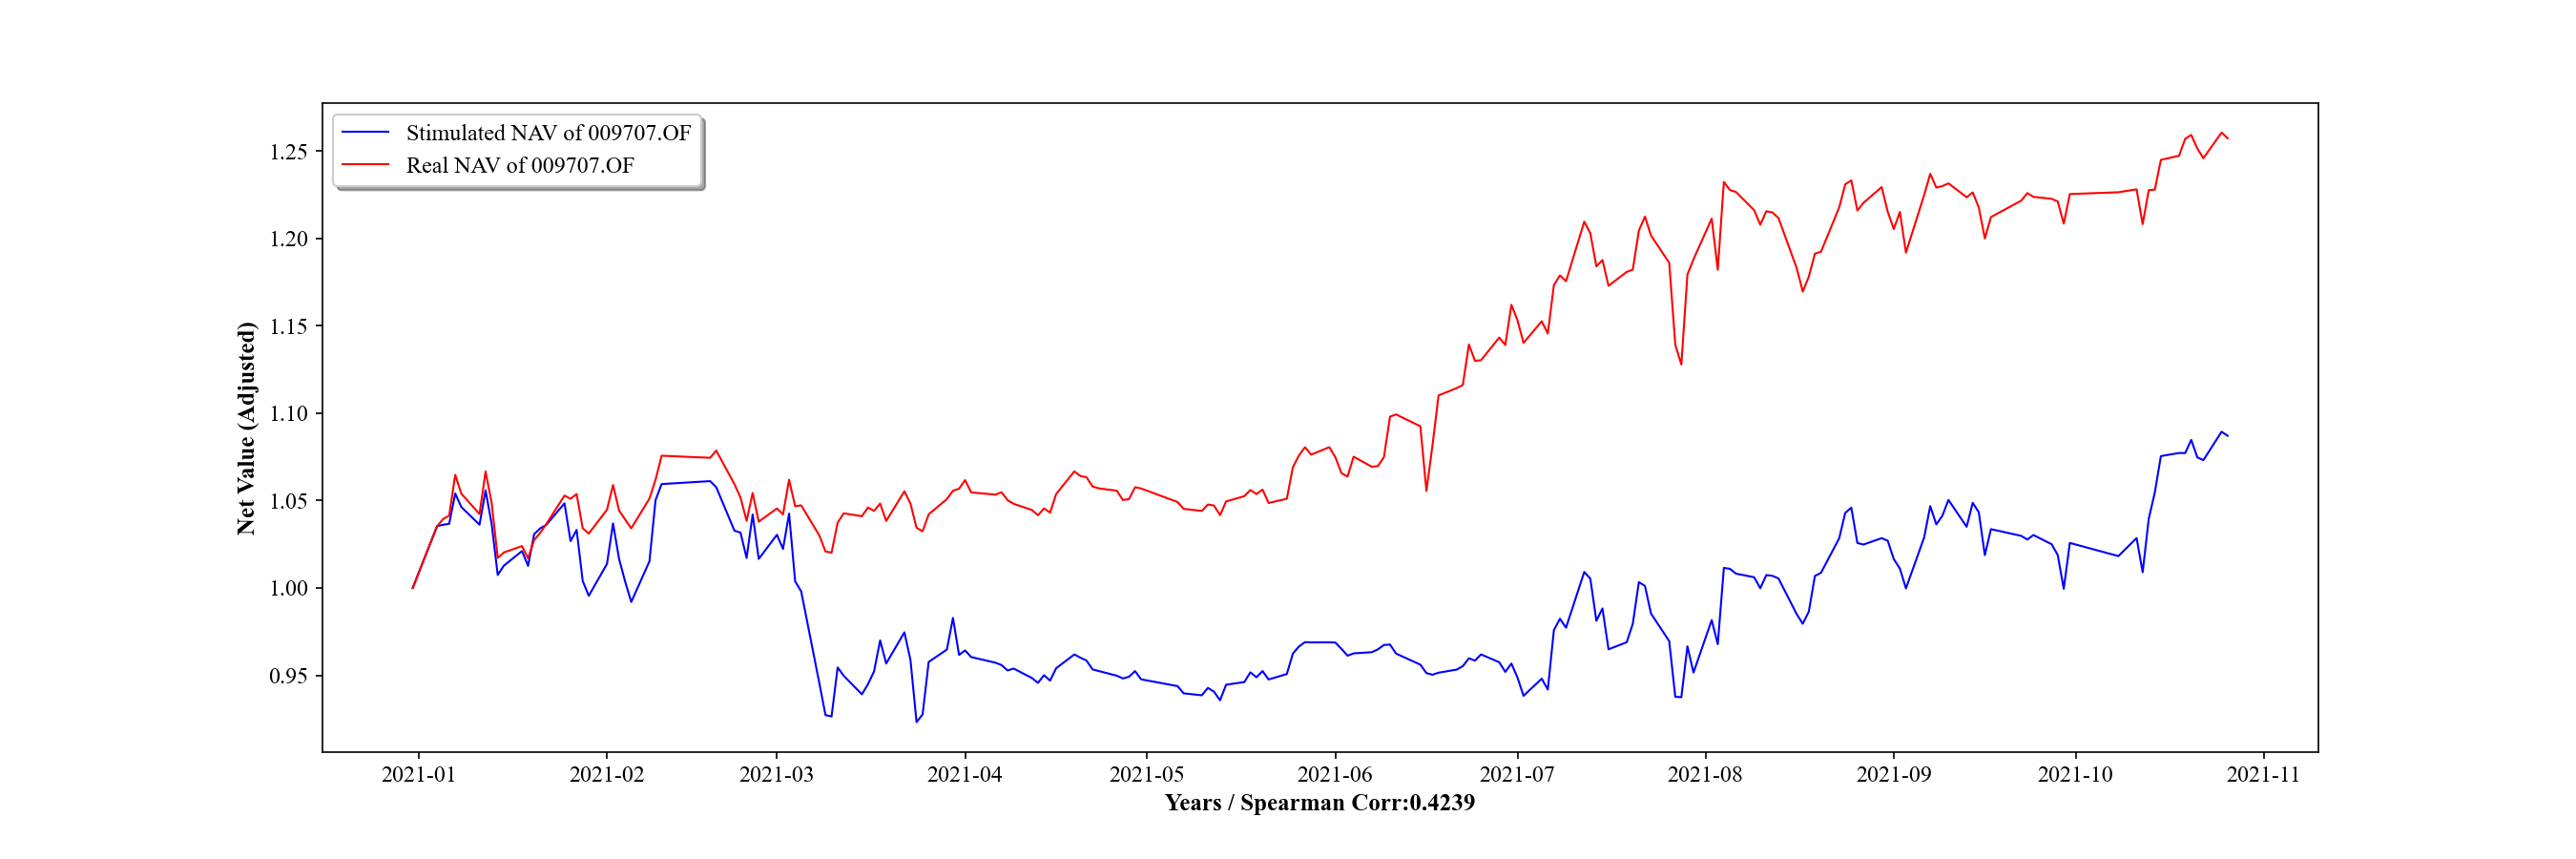 Stimulated NAV of 009707.OF
Real NAV of 009707.OF
1.25
1.20
1.15
1.10
1.05
1.00
0.95
Net Value (Adjusted)
2021-01 2021-02 2021-03 2021-04 2021-05 2021-06 2021-07 2021-08 2021-09 2021-10 2021-11
Years / Spearman Corr:0.4239